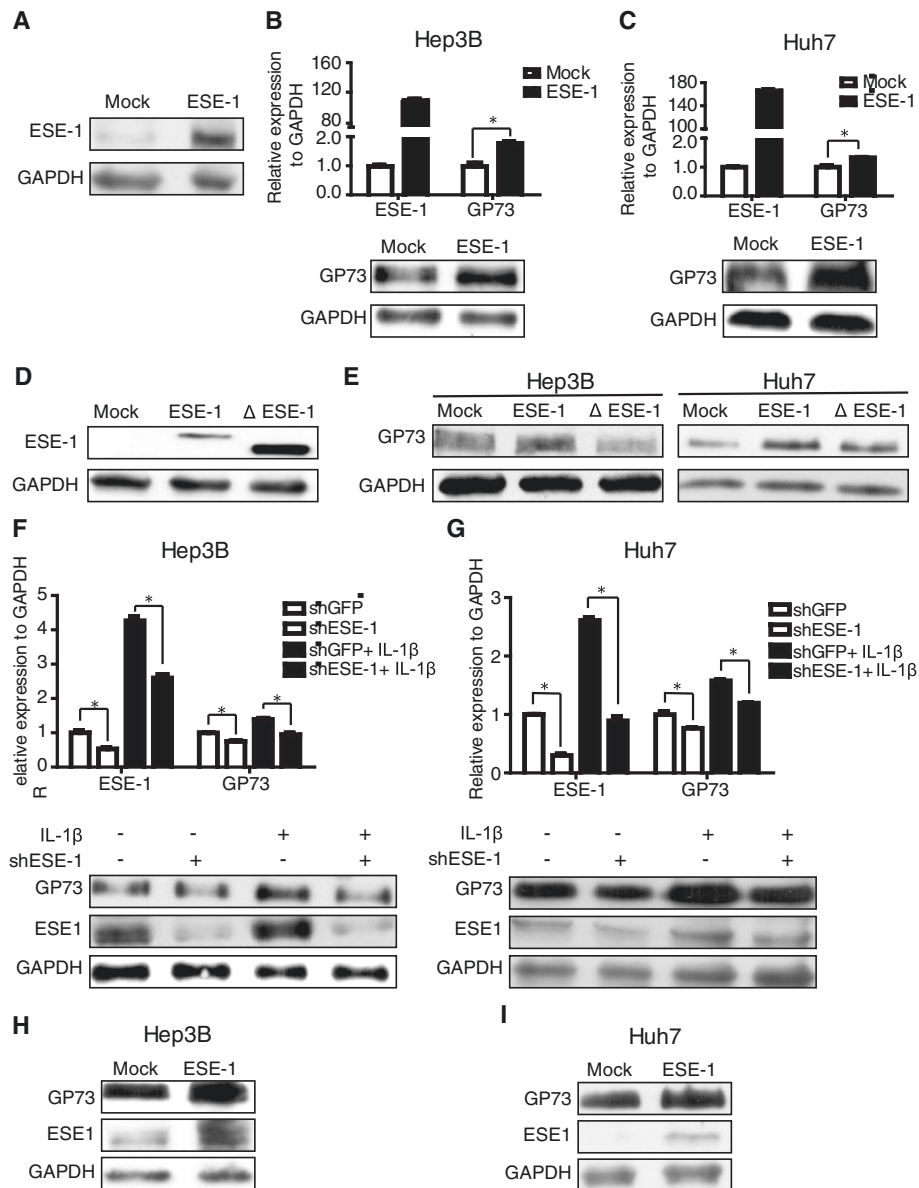 A
Mock ESE-1
ESE-1
GAPDH
B
Hep3B
Relative expression
to GAPDH
160
120
80
2.0
1.0
0.0
Mock
ESE-1
*
ESE-1 GP73
Mock ESE-1
GP73
GAPDH
C
Huh7
Relative expression
to GAPDH
180
140
100
2.0
1.0
0.0
Mock
ESE-1
*
ESE-1 GP73
Mock ESE-1
GP73
GAPDH
D
Mock ESE-1 Δ ESE-1
ESE-1
GAPDH
E
Hep3B Huh7
Mock ESE-1 Δ ESE-1 Mock ESE-1 Δ ESE-1
GP73
GAPDH
F
Hep3B
R elative expression to GAPDH
5
4
3
2
1
0
* * * *
shGFP
shESE-1
shGFP+ IL-1β
shESE-1+ IL-1β
ESE-1 GP73
IL-1β - - + +
shESE-1 - + - +
GP73
ESE1
GAPDH
G
Huh7
Relative expression to GAPDH
3
2
1
0
* * * *
shGFP
shESE-1
shGFP+ IL-1β
shESE-1+ IL-1β
ESE-1 GP73
IL-1β - - + +
shESE-1 - + - +
GP73
ESE1
GAPDH
H
Hep3B
Mock ESE-1
GP73
ESE1
GAPDH
I
Huh7
Mock ESE-1
GP73
ESE1
GAPDH